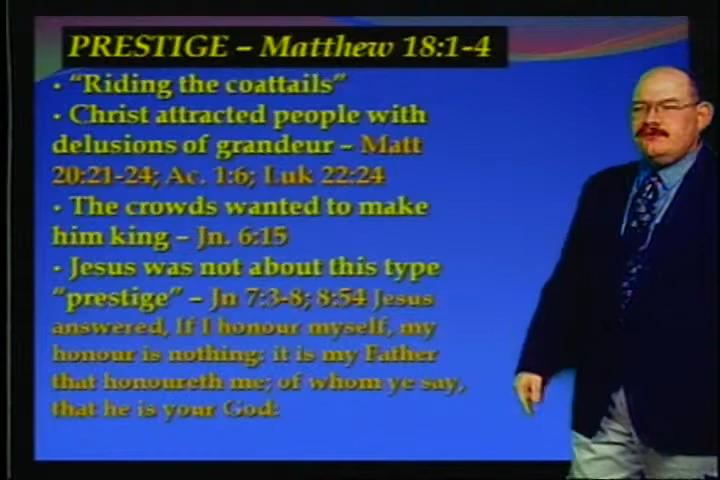 PRESTIGE – Matthew 18:1-4
• "Riding the coattails"
• Christ attracted people with
delusions of grandeur – Matt
20:21-24; Ac. 1:6; Luk 22:24
• The crowds wanted to make
him king – Jn. 6:15
• Jesus was not about this type
"prestige" – Jn 7:3-8; 8:54 Jesus
answered, If I honour myself, my
honour is nothing: it is my Father
that honoureth me; of whom ye say,
that he is your God: